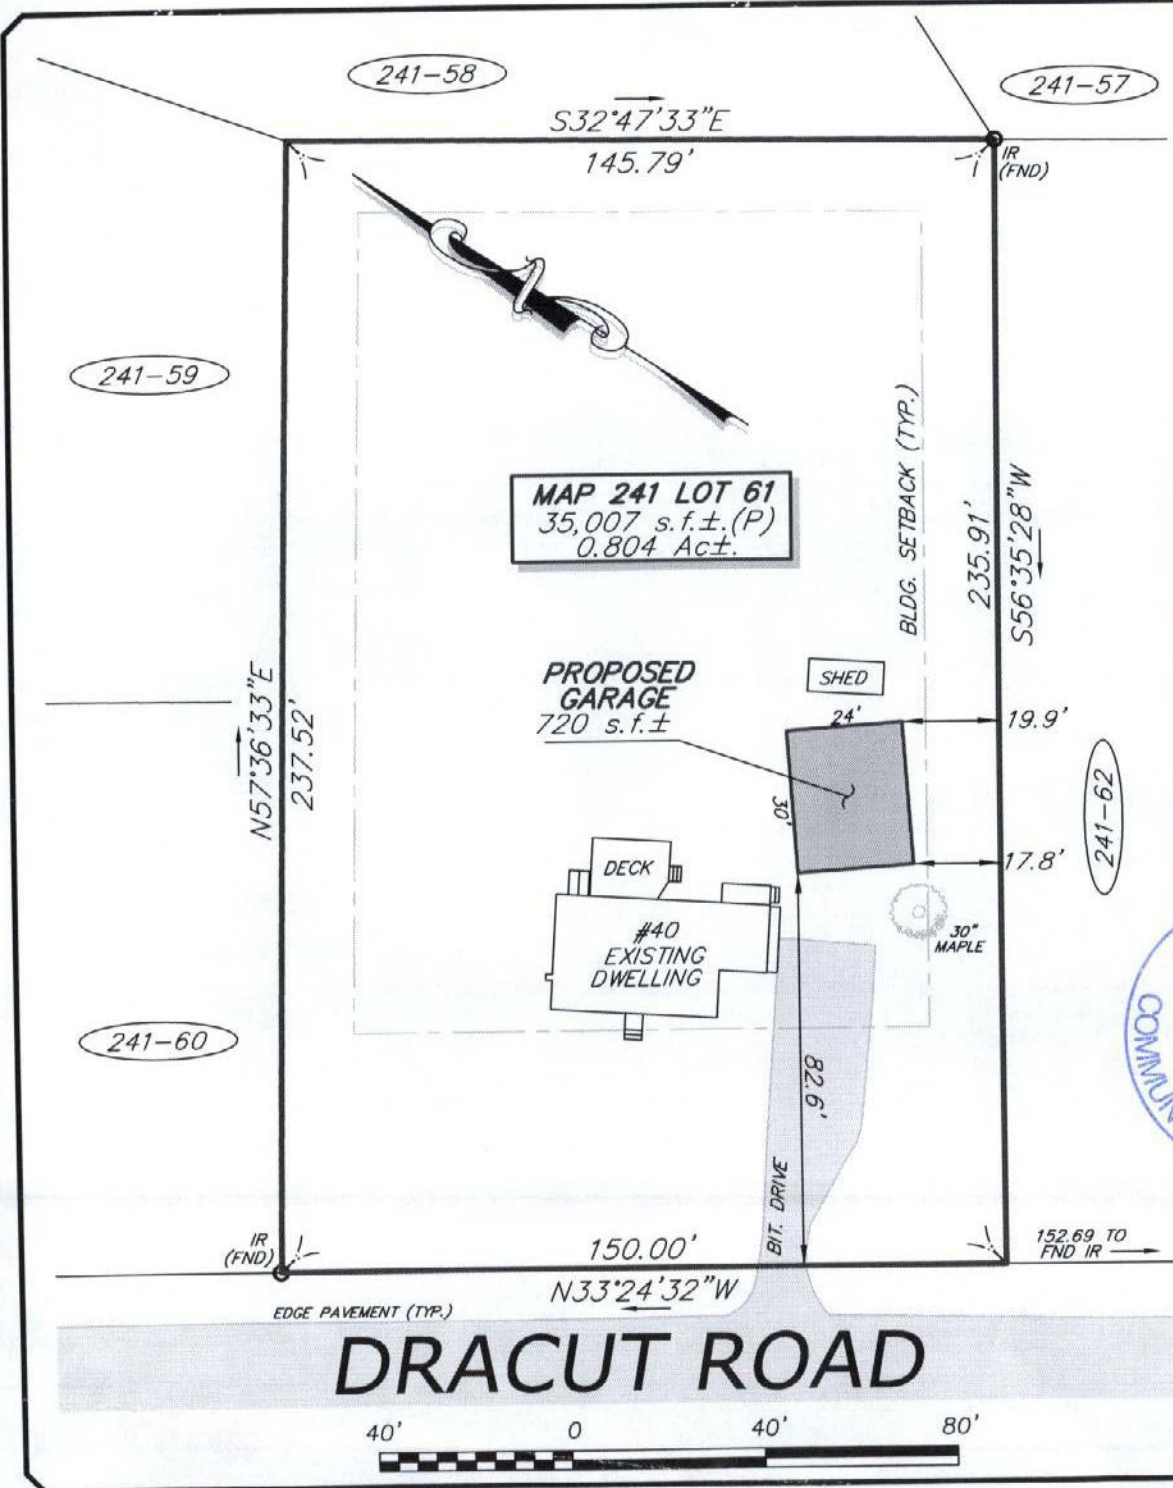 241-58
241-57
S32°47'33"E
145.79'
IR
(FND)
241-59
BLDG. SETBACK (TYP.)
MAP 241 LOT 61
35,007 s.f.±.(P)
0.804 Ac±.
235.91'
S56°35'28"W
N57°36'33"E
237.52'
PROPOSED
GARAGE
720 s.f.±
SHED
24'
19.9'
30'
241-62
17.8'
DECK
#40
EXISTING
DWELLING
30"
MAPLE
241-60
82.6'
COMMUN
BIT. DRIVE
IR
(FND)
150.00'
152.69 TO
FND IR
N33°24'32"W
EDGE PAVEMENT (TYP.)
DRACUT ROAD
40'
0
40'
80'